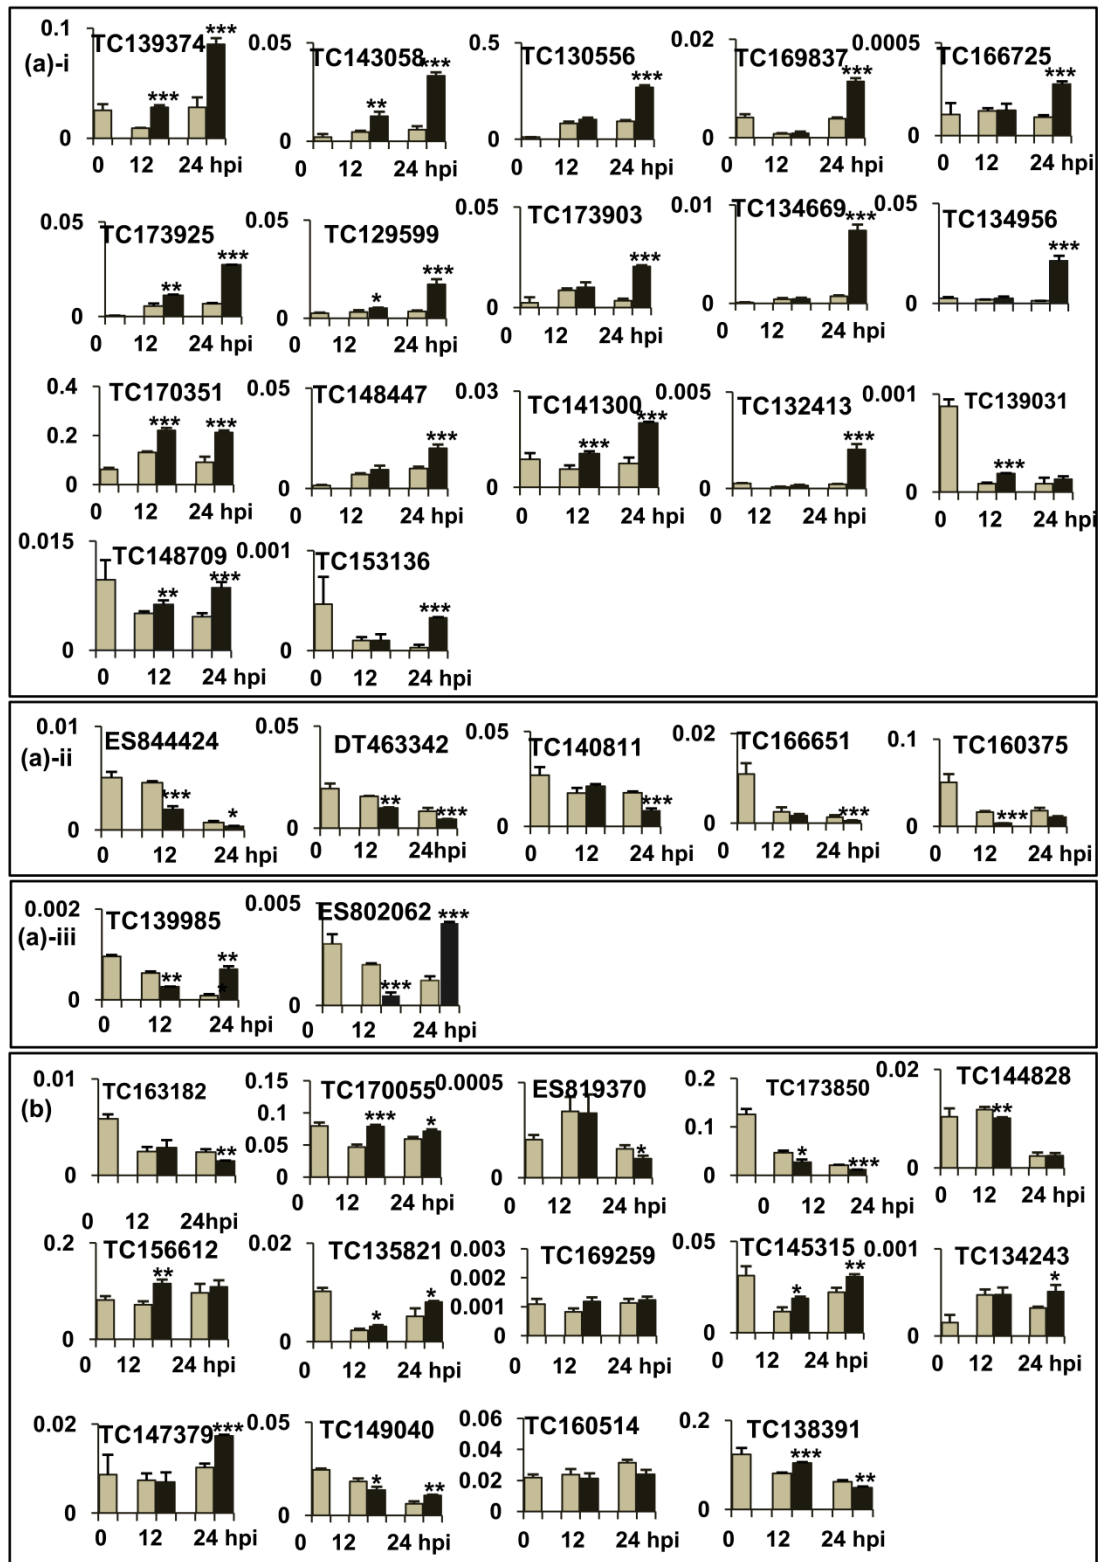 (a)-i
0.1 TC139374 *** ***
0
0 12 24 hpi
0.05 TC143058 ** ***
0
0 12 24 hpi
0.5 TC130556 ***
0
0 12 24 hpi
0.02 TC169837 ***
0
0 12 24 hpi
0.0005 TC166725 ***
0
0 12 24 hpi
0.05 TC173925 ** ***
0
0 12 24 hpi
0.05 TC129599 * ***
0
0 12 24 hpi
0.05 TC173903 ***
0
0 12 24 hpi
0.01 TC134669 ***
0
0 12 24 hpi
0.05 TC134956 ***
0
0 12 24 hpi
0.4 TC170351 *** ***
0.2
0
0 12 24 hpi
0.05 TC148447 ***
0
0 12 24 hpi
0.03 TC141300 *** ***
0
0 12 24 hpi
0.005 TC132413 ***
0
0 12 24 hpi
0.001 TC139031 ***
0
0 12 24 hpi
0.015 TC148709 ** ***
0
0 12 24 hpi
0.001 TC153136 ***
0
0 12 24 hpi
(a)-ii
0.01 ES844424 *** *
0
0 12 24 hpi
0.05 DT463342 ** ***
0
0 12 24hpi
0.05 TC140811 ***
0
0 12 24 hpi
0.02 TC166651 ***
0
0 12 24 hpi
0.1 TC160375 ***
0
0 12 24 hpi
(a)-iii
0.002 TC139985 ** * **
0
0 12 24 hpi
0.005 ES802062 *** ***
0
0 12 24 hpi
(b)
0.01 TC163182 **
0
0 12 24hpi
0.15 TC170055 *** *
0.1
0.05
0
0 12 24 hpi
0.0005 ES819370 *
0
0 12 24 hpi
0.3 TC173850 * ***
0.2
0.1
0
0 12 24 hpi
0.02 TC144828 **
0
0 12 24 hpi
0.2 TC156612 **
0
0 12 24 hpi
0.02 TC135821 * *
0
0 12 24 hpi
0.003 TC169259
0.002
0.001
0
0 12 24 hpi
0.05 TC145315 * **
0
0 12 24 hpi
0.001 TC134243 *
0
0 12 24 hpi
0.02 TC147379 ***
0
0 12 24 hpi
0.05 TC149040 * **
0
0 12 24 hpi
0.06 TC160514
0.04
0.02
0
0 12 24 hpi
0.2 TC138391 *** **
0
0 12 24 hpi